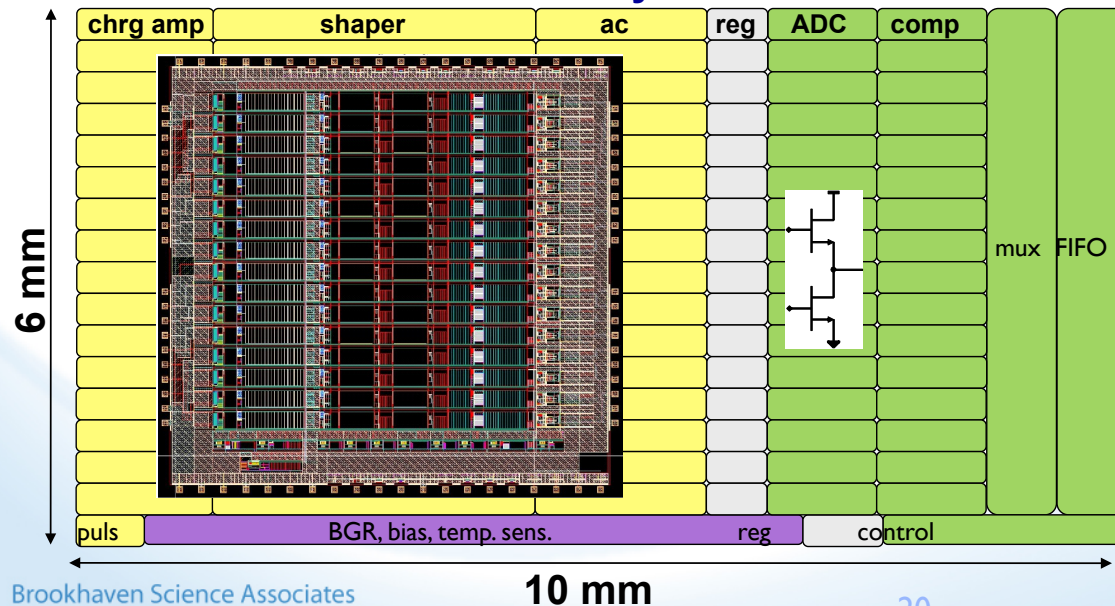 chrg amp shaper ac reg ADC comp
6 mm
mux FIFO
puls BGR, bias, temp. sens. reg control
10 mm
Brookhaven Science Associates